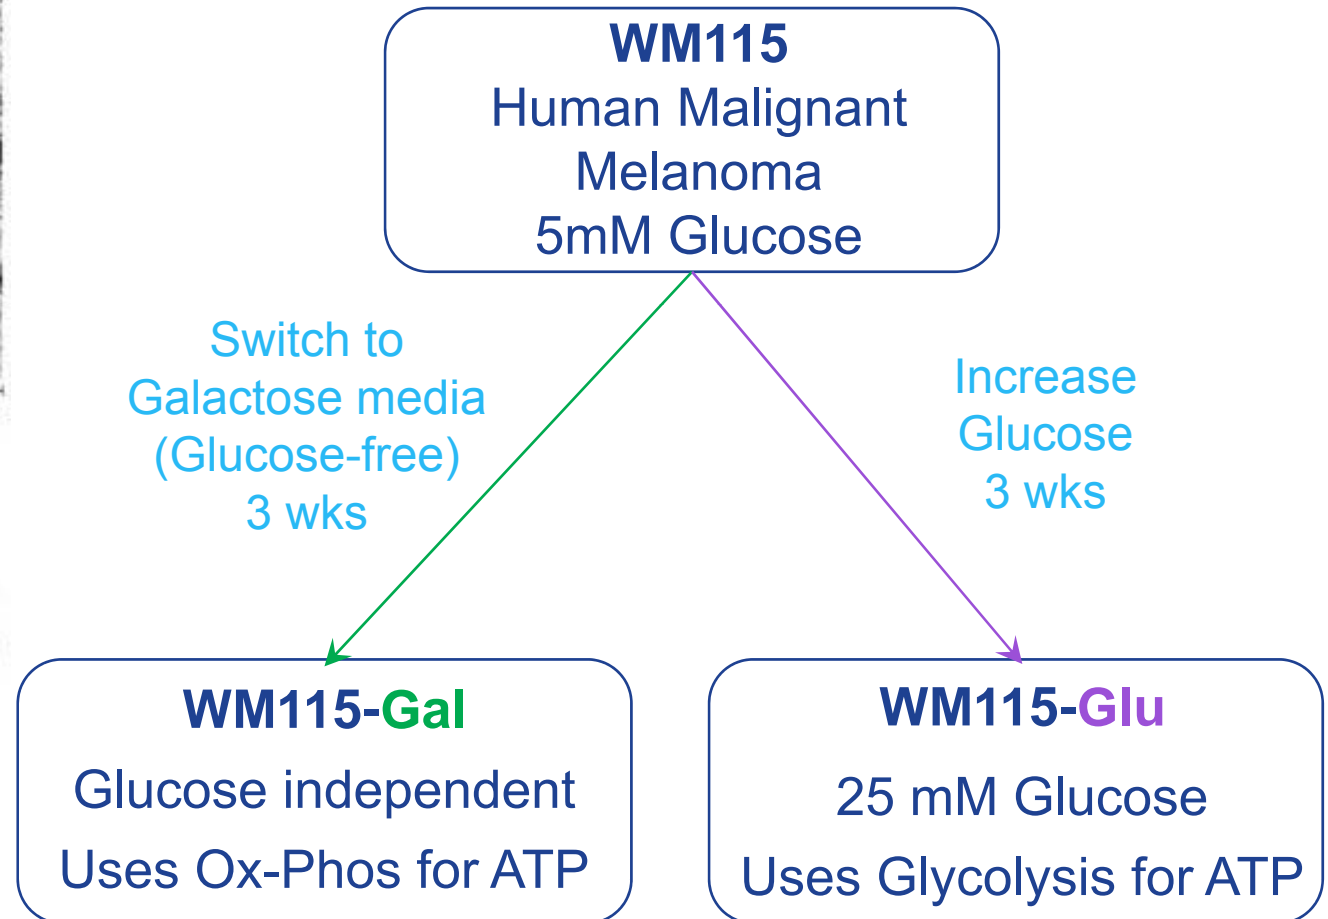 WM115
Human Malignant
Melanoma
5mM Glucose
Switch to
Galactose media
(Glucose-free)
3 wks
Increase
Glucose
3 wks
WM115-Gal
Glucose independent
Uses Ox-Phos for ATP
WM115-Glu
25 mM Glucose
Uses Glycolysis for ATP